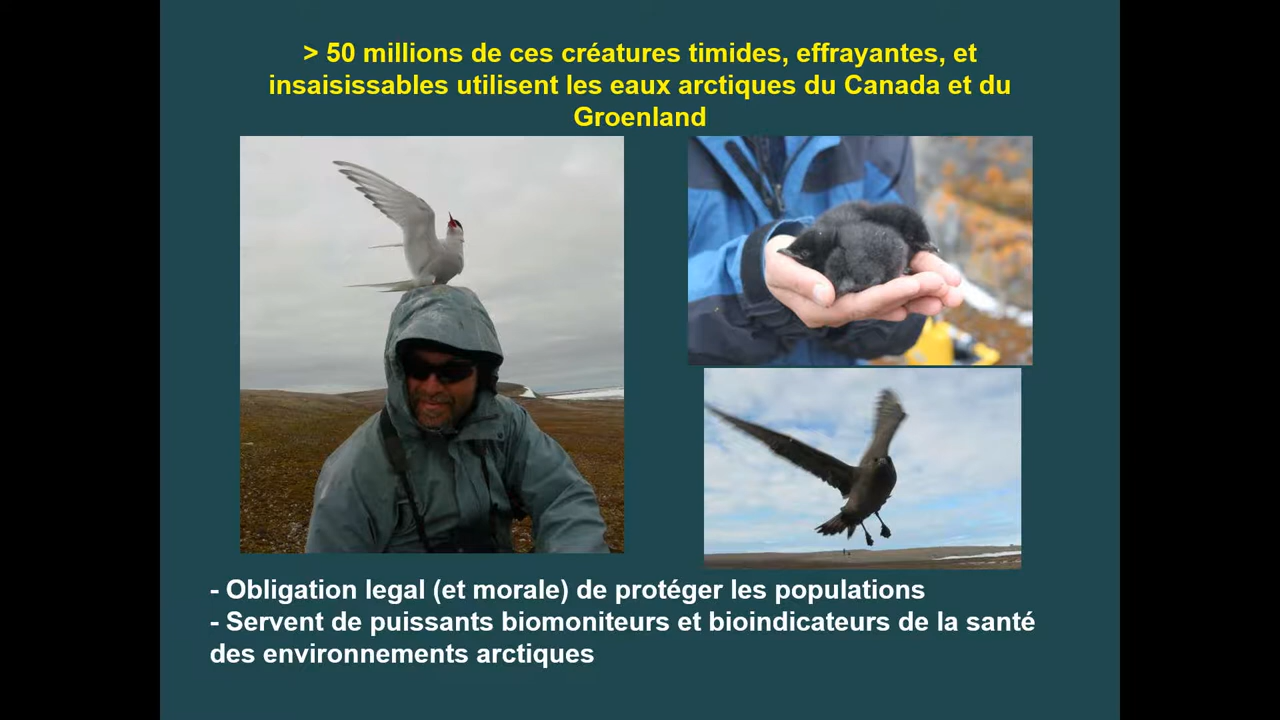 > 50 millions de ces créatures timides, effrayantes, et
insaisissables utilisent les eaux arctiques du Canada et du
Groenland
- Obligation legal (et morale) de protéger les populations
- Servent de puissants biomoniteurs et bioindicateurs de la santé
des environnements arctiques